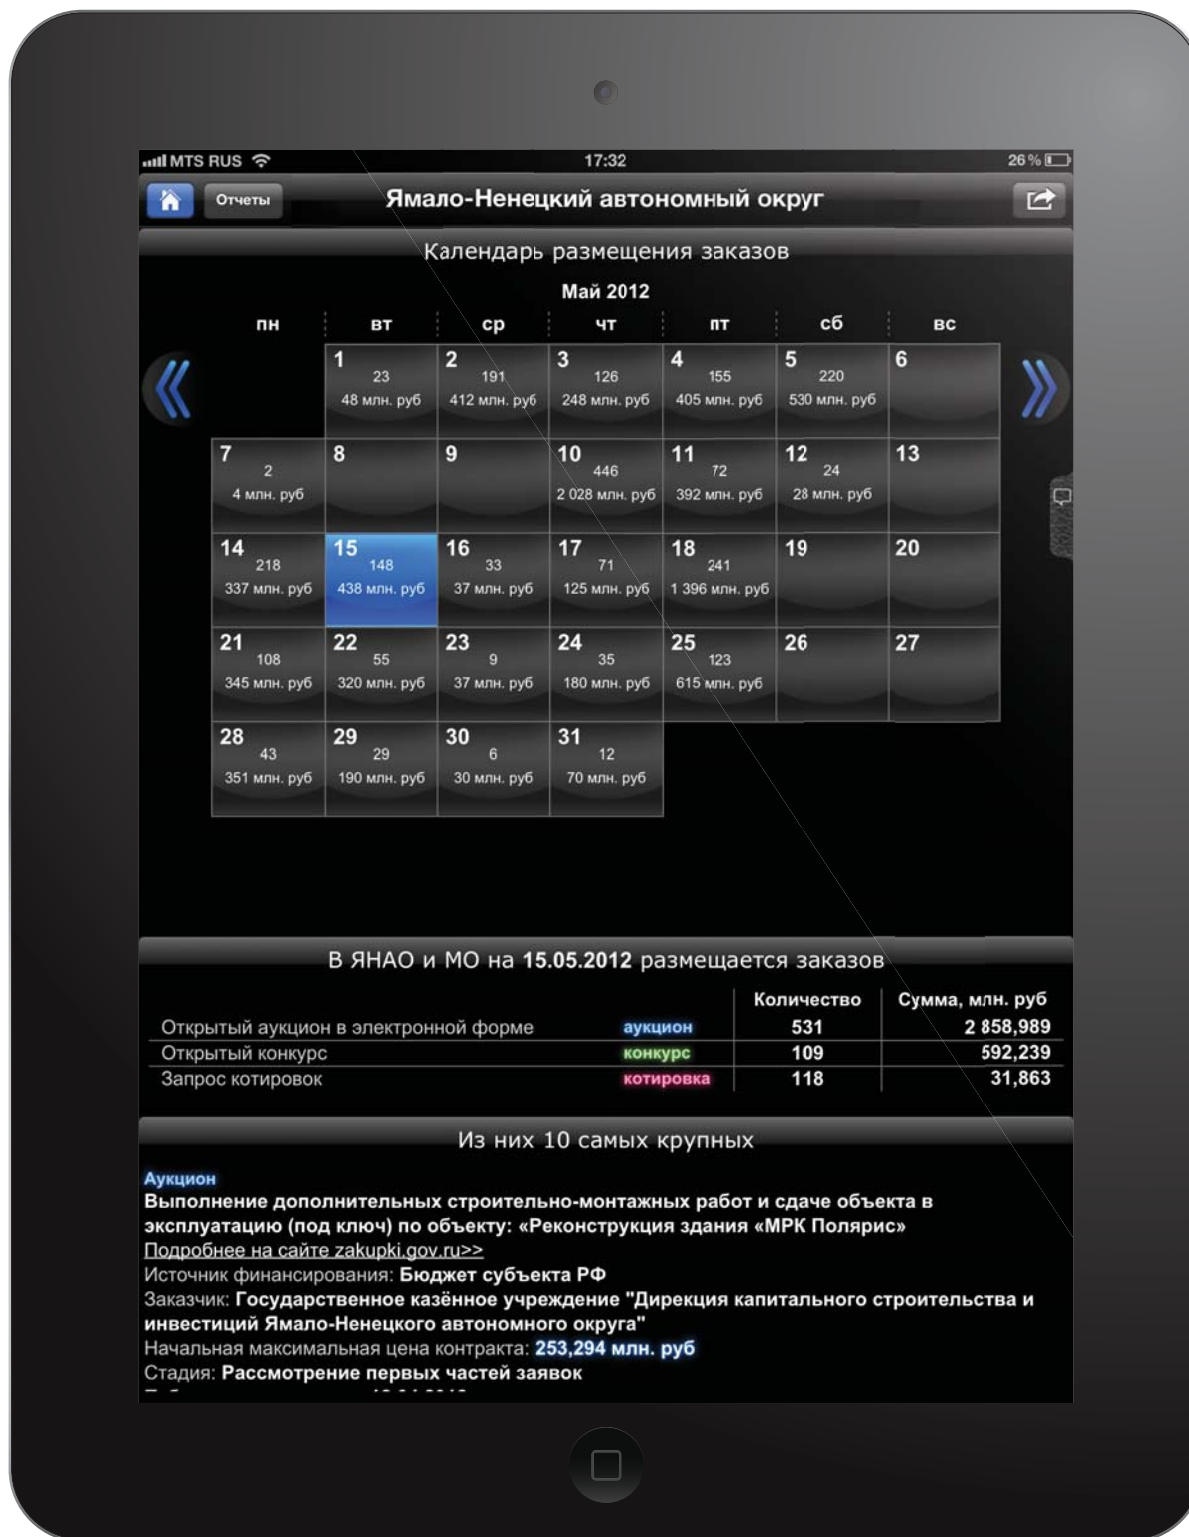 MTS RUS 17:32 26 %
Отчеты Ямало-Ненецкий автономный округ
Календарь размещения заказов
Май 2012
пн вт ср чт пт сб вс
1 2 3 4 5 6
23 191 126 155 220
48 млн. руб 412 млн. руб 248 млн. руб 405 млн. руб 530 млн. руб
7 8 9 10 11 12 13
2 446 72 24
4 млн. руб 2 028 млн. руб 392 млн. руб 28 млн. руб
14 15 16 17 18 19 20
218 148 33 71 241
337 млн. руб 438 млн. руб 37 млн. руб 125 млн. руб 1 396 млн. руб
21 22 23 24 25 26 27
108 55 9 35 123
345 млн. руб 320 млн. руб 37 млн. руб 180 млн. руб 615 млн. руб
28 29 30 31
43 29 6 12
351 млн. руб 190 млн. руб 30 млн. руб 70 млн. руб
В ЯНАО и МО на 15.05.2012 размещается заказов
Количество Сумма, млн. руб
Открытый аукцион в электронной форме аукцион 531 2 858,989
Открытый конкурс конкурс 109 592,239
Запрос котировок котировка 118 31,863
Из них 10 самых крупных
Аукцион
Выполнение дополнительных строительно-монтажных работ и сдаче объекта в
эксплуатацию (под ключ) по объекту: «Реконструкция здания «МРК Полярис»
Подробнее на сайте zakupki.gov.ru>>
Источник финансирования: Бюджет субъекта РФ
Заказчик: Государственное казённое учреждение "Дирекция капитального строительства и
инвестиций Ямало-Ненецкого автономного округа"
Начальная максимальная цена контракта: 253,294 млн. руб
Стадия: Рассмотрение первых частей заявок